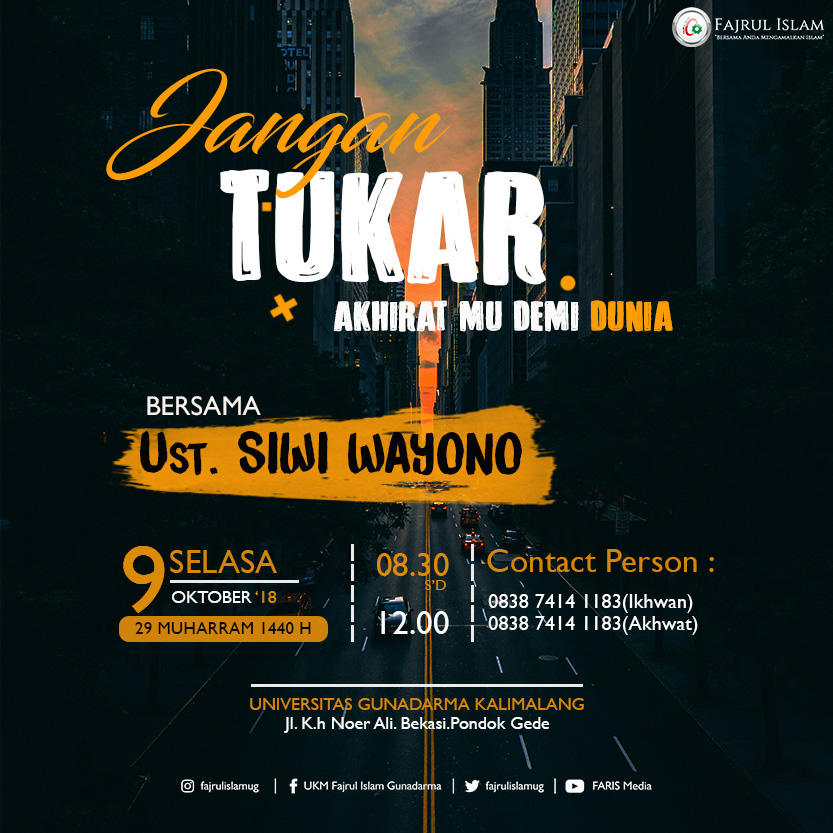 FAJRUL ISLAM
"BERSAMA ANDA MENGAMALKAN ISLAM"
Jangan
TUKAR
AKHIRAT MU DEMI DUNIA
BERSAMA
UST. SIWI WAYONO
9 SELASA
OKTOBER '18
29 MUHARRAM 1440 H
08.30
S'D
12.00
Contact Person :
0838 7414 1183(Ikhwan)
0838 7414 1183(Akhwat)
UNIVERSITAS GUNADARMA KALIMALANG
Jl. K.h Noer Ali. Bekasi.Pondok Gede
fajrulislamug | UKM Fajrul Islam Gunadarma | fajrulislamug | FARIS Media